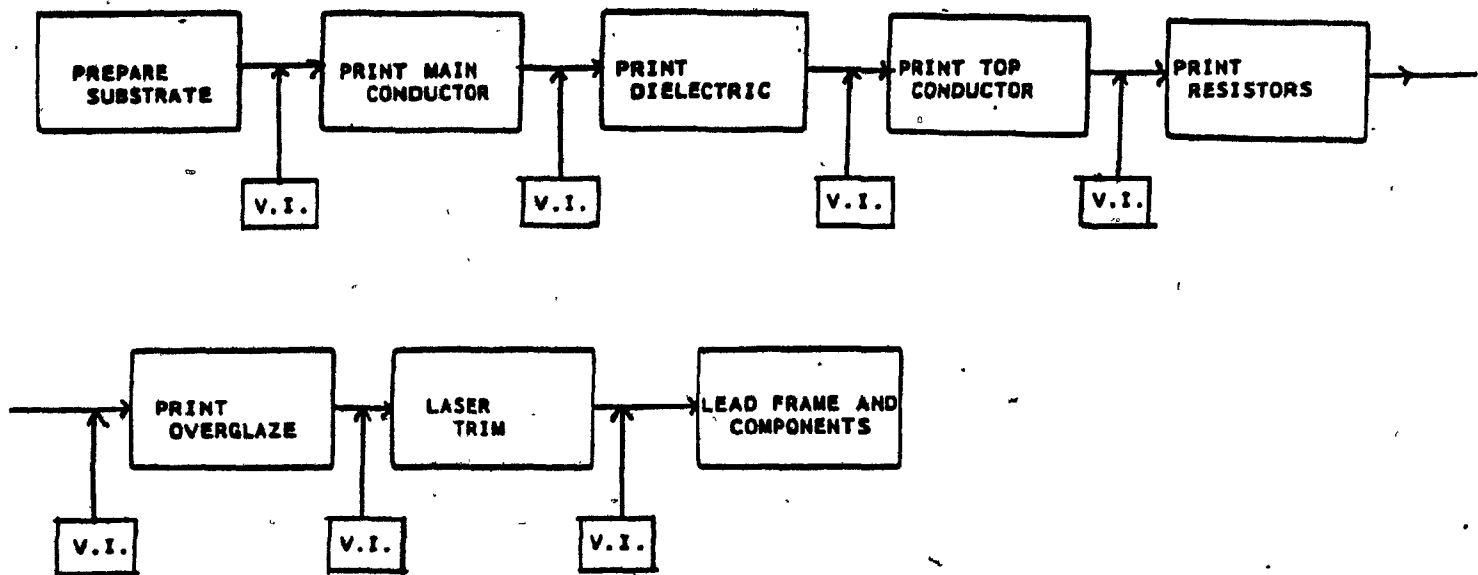 PREPARE
SUBSTRATE
PRINT MAIN
CONDUCTOR
PRINT
DIELECTRIC
PRINT TOP
CONDUCTOR
PRINT
RESISTORS
V.I.
V.I.
V.I.
V.I.
PRINT
OVERGLAZE
LASER
TRIM
LEAD FRAME AND
COMPONENTS
V.I.
V.I.
V.I.